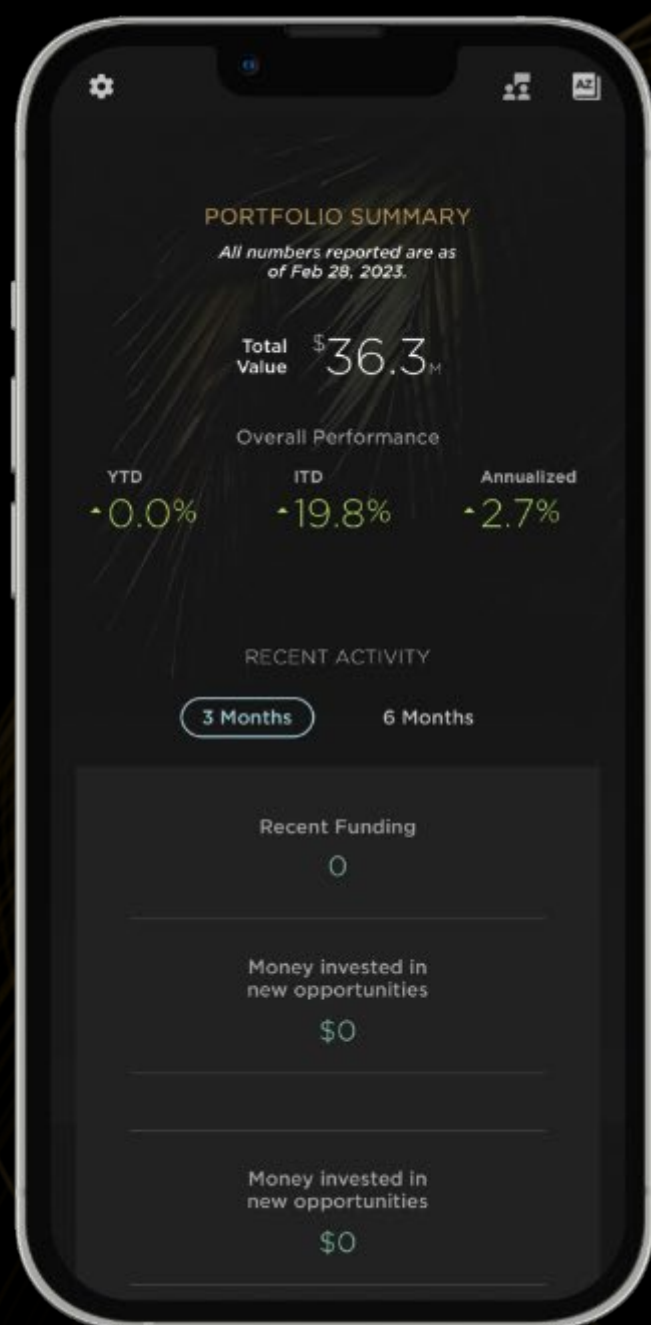 AZ
PORTFOLIO SUMMARY
All numbers reported are as
of Feb 28, 2023.
Total
Value
$36.3M
Overall Performance
YTD ITD Annualized
0.0% 19.8% 2.7%
RECENT ACTIVITY
3 Months 6 Months
Recent Funding
0
Money invested in
new opportunities
$0
Money invested in
new opportunities
$0